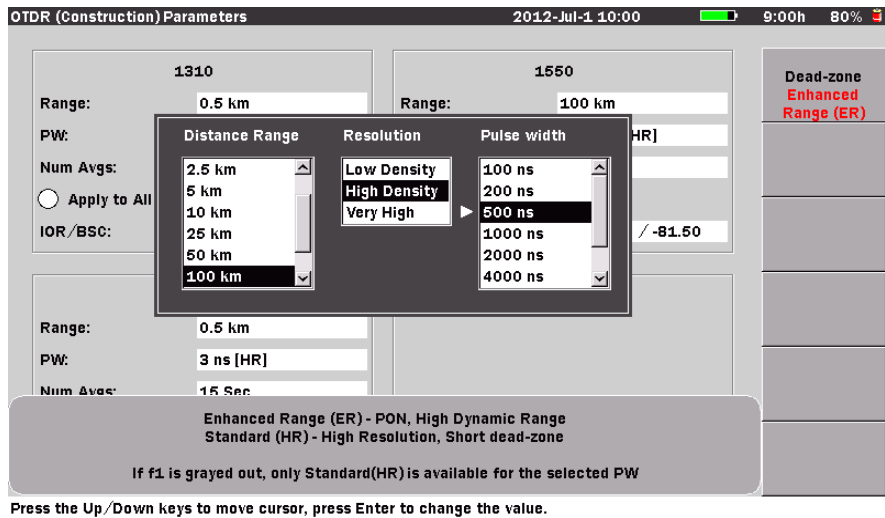 OTDR (Construction) Parameters 2012-Jul-1 10:00 9:00h 80%
1310
Range: 0.5 km
PW:
Num Avgs:
Apply to All
IOR/BSC:
1550
Range: 100 km
HR]
/ -81.50
Distance Range
2.5 km
5 km
10 km
25 km
50 km
100 km
Resolution
Low Density
High Density
Very High
Pulse width
100 ns
200 ns
500 ns
1000 ns
2000 ns
4000 ns
Range: 0.5 km
PW: 3 ns [HR]
Num Avgs: 15 Sec
Dead-zone
Enhanced
Range (ER)
Enhanced Range (ER) - PON, High Dynamic Range
Standard (HR) - High Resolution, Short dead-zone
If f1 is grayed out, only Standard(HR) is available for the selected PW
Press the Up/Down keys to move cursor, press Enter to change the value.